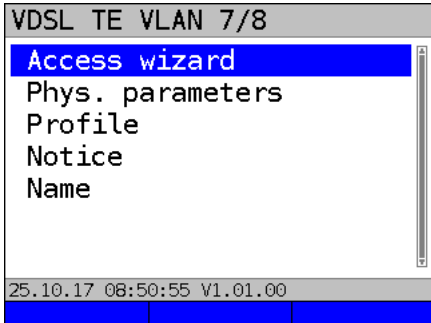 VDSL TE VLAN 7/8
Access wizard
Phys. parameters
Profile
Notice
Name
25.10.17 08:50:55 V1.01.00